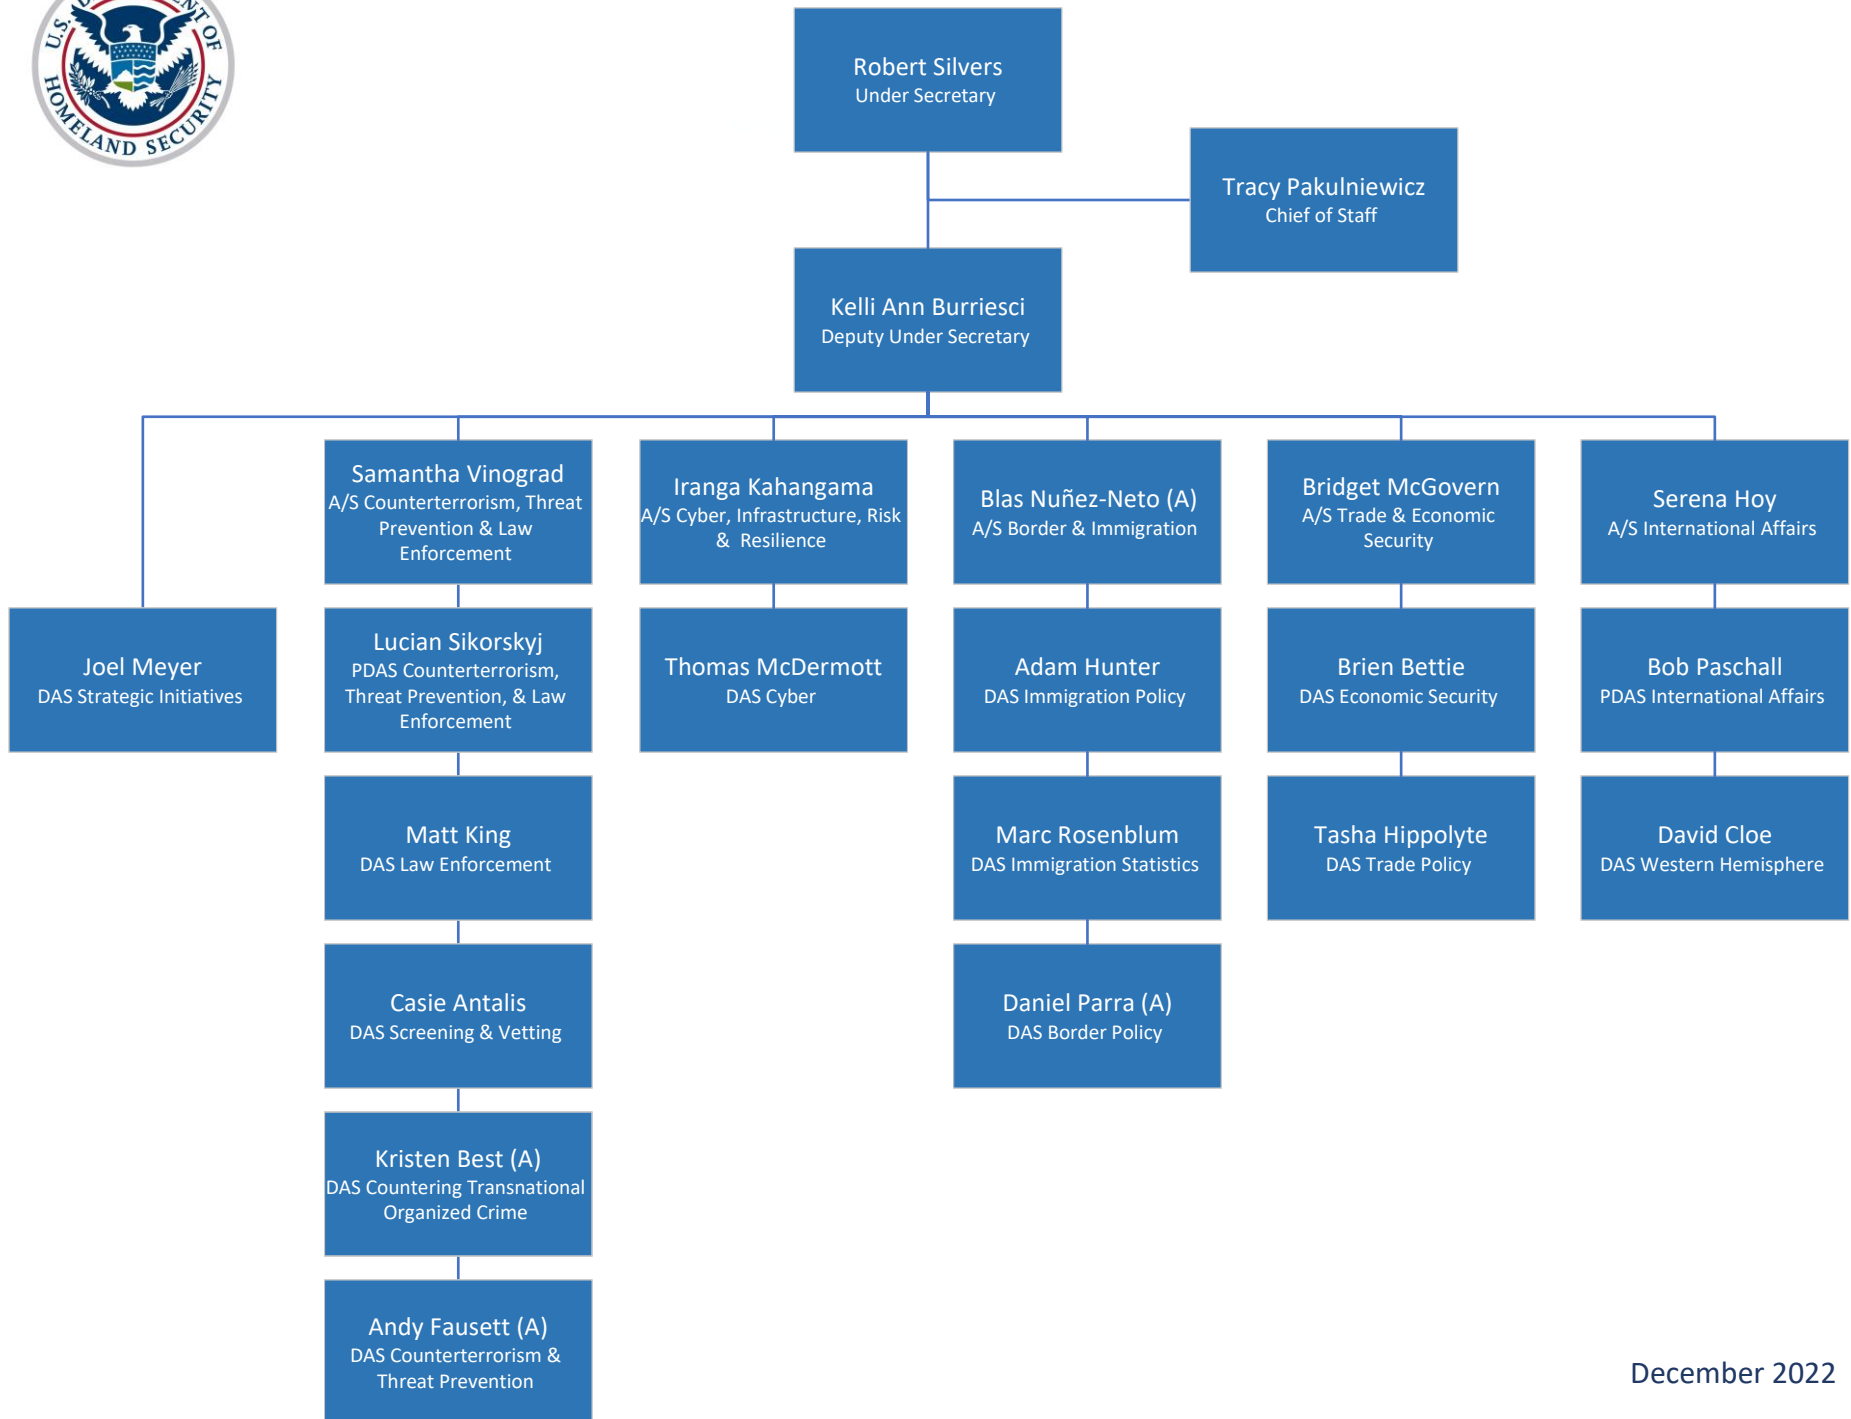 U.S. DEPARTMENT OF
HOMELAND SECURITY
Robert Silvers
Under Secretary
Tracy Pakulniewicz
Chief of Staff
Kelli Ann Burriesci
Deputy Under Secretary
Joel Meyer
DAS Strategic Initiatives
Samantha Vinograd
A/S Counterterrorism, Threat
Prevention & Law
Enforcement
Lucian Sikorskyj
PDAS Counterterrorism,
Threat Prevention, & Law
Enforcement
Matt King
DAS Law Enforcement
Casie Antalis
DAS Screening & Vetting
Kristen Best (A)
DAS Countering Transnational
Organized Crime
Andy Fausett (A)
DAS Counterterrorism &
Threat Prevention
Iranga Kahangama
A/S Cyber, Infrastructure, Risk
& Resilience
Thomas McDermott
DAS Cyber
Blas Nuñez-Neto (A)
A/S Border & Immigration
Adam Hunter
DAS Immigration Policy
Marc Rosenblum
DAS Immigration Statistics
Daniel Parra (A)
DAS Border Policy
Bridget McGovern
A/S Trade & Economic
Security
Brien Bettie
DAS Economic Security
Tasha Hippolyte
DAS Trade Policy
Serena Hoy
A/S International Affairs
Bob Paschall
PDAS International Affairs
David Cloe
DAS Western Hemisphere
December 2022